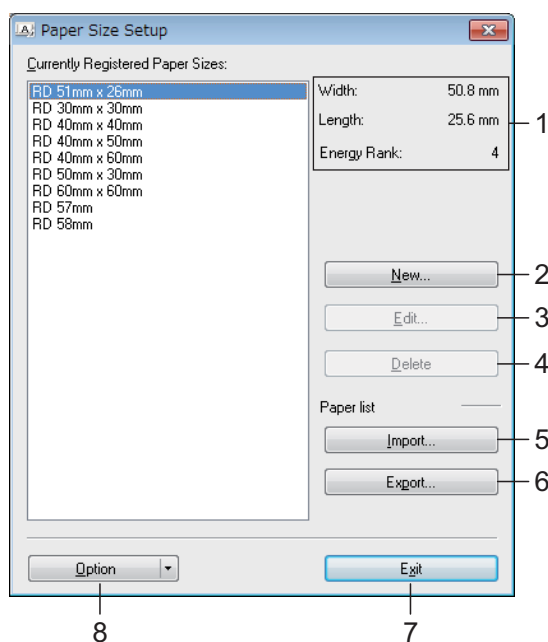 Paper Size Setup
Currently Registered Paper Sizes:
RD 51mm x 26mm
RD 30mm x 30mm
RD 40mm x 40mm
RD 40mm x 50mm
RD 40mm x 60mm
RD 50mm x 30mm
RD 60mm x 60mm
RD 57mm
RD 58mm
Width: 50.8 mm
Length: 25.6 mm
Energy Rank: 4
1
New... 2
Edit... 3
Delete 4
Paper list
Import... 5
Export... 6
Option Exit
8 7